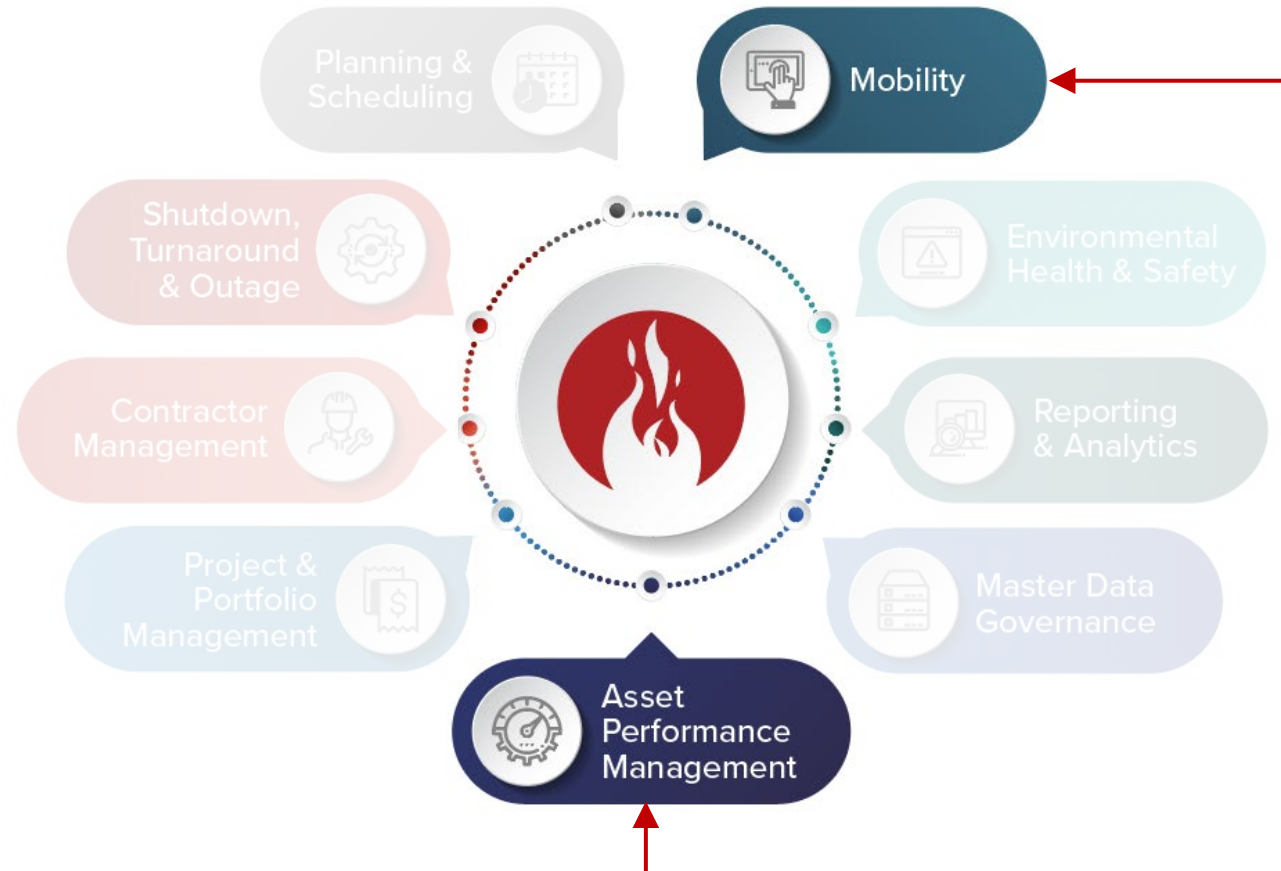 Planning &
Scheduling
Mobility
Shutdown,
Turnaround
& Outage
Environmental
Health & Safety
Contractor
Management
Reporting
& Analytics
Project &
Portfolio
Management
$
Master Data
Governance
Asset
Performance
Management